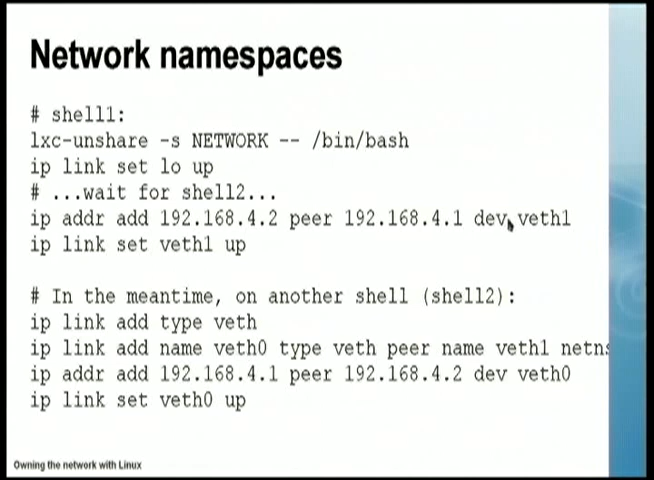 Network namespaces
# shell1:
lxc-unshare -s NETWORK -- /bin/bash
ip link set lo up
# ...wait for shell2...
ip addr add 192.168.4.2 peer 192.168.4.1 dev veth1
ip link set veth1 up
# In the meantime, on another shell (shell2):
ip link add type veth
ip link add name veth0 type veth peer name veth1 netns
ip addr add 192.168.4.1 peer 192.168.4.2 dev veth0
ip link set veth0 up
Owning the network with Linux